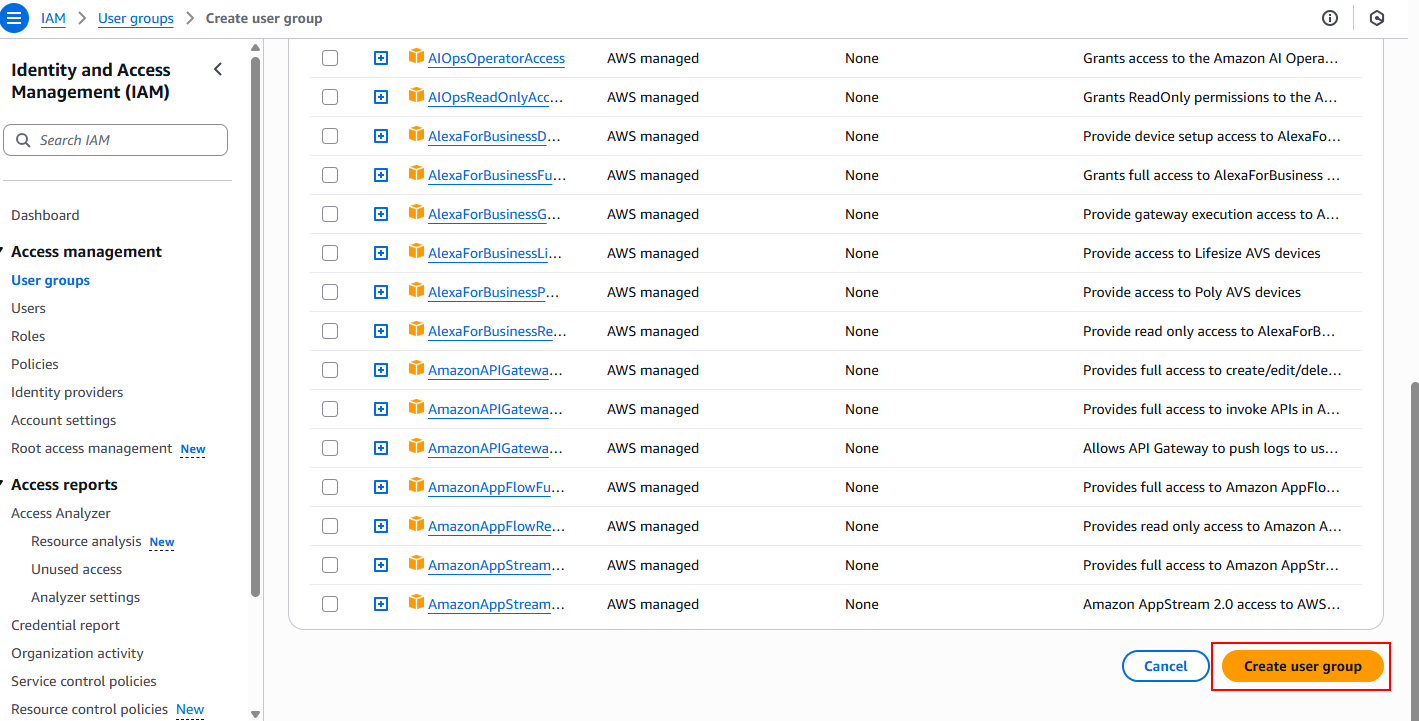 IAM > User groups > Create user group
Identity and Access
Management (IAM)
Search IAM
Dashboard
Access management
User groups
Users
Roles
Policies
Identity providers
Account settings
Root access management New
Access reports
Access Analyzer
Resource analysis New
Unused access
Analyzer settings
Credential report
Organization activity
Service control policies
Resource control policies New
AIOpsOperatorAccess AWS managed None Grants access to the Amazon AI Opera...
AIOpsReadOnlyAcc... AWS managed None Grants ReadOnly permissions to the A...
AlexaForBusinessD... AWS managed None Provide device setup access to AlexaFo...
AlexaForBusinessFu... AWS managed None Grants full access to AlexaForBusiness ...
AlexaForBusinessG... AWS managed None Provide gateway execution access to A...
AlexaForBusinessLi... AWS managed None Provide access to Lifesize AVS devices
AlexaForBusinessP... AWS managed None Provide access to Poly AVS devices
AlexaForBusinessRe... AWS managed None Provide read only access to AlexaForB...
AmazonAPIGatewa... AWS managed None Provides full access to create/edit/dele...
AmazonAPIGatewa... AWS managed None Provides full access to invoke APIs in A...
AmazonAPIGatewa... AWS managed None Allows API Gateway to push logs to us...
AmazonAppFlowFu... AWS managed None Provides full access to Amazon AppFlo...
AmazonAppFlowRe... AWS managed None Provides read only access to Amazon A...
AmazonAppStream... AWS managed None Provides full access to Amazon AppStr...
AmazonAppStream... AWS managed None Amazon AppStream 2.0 access to AWS...
Cancel Create user group